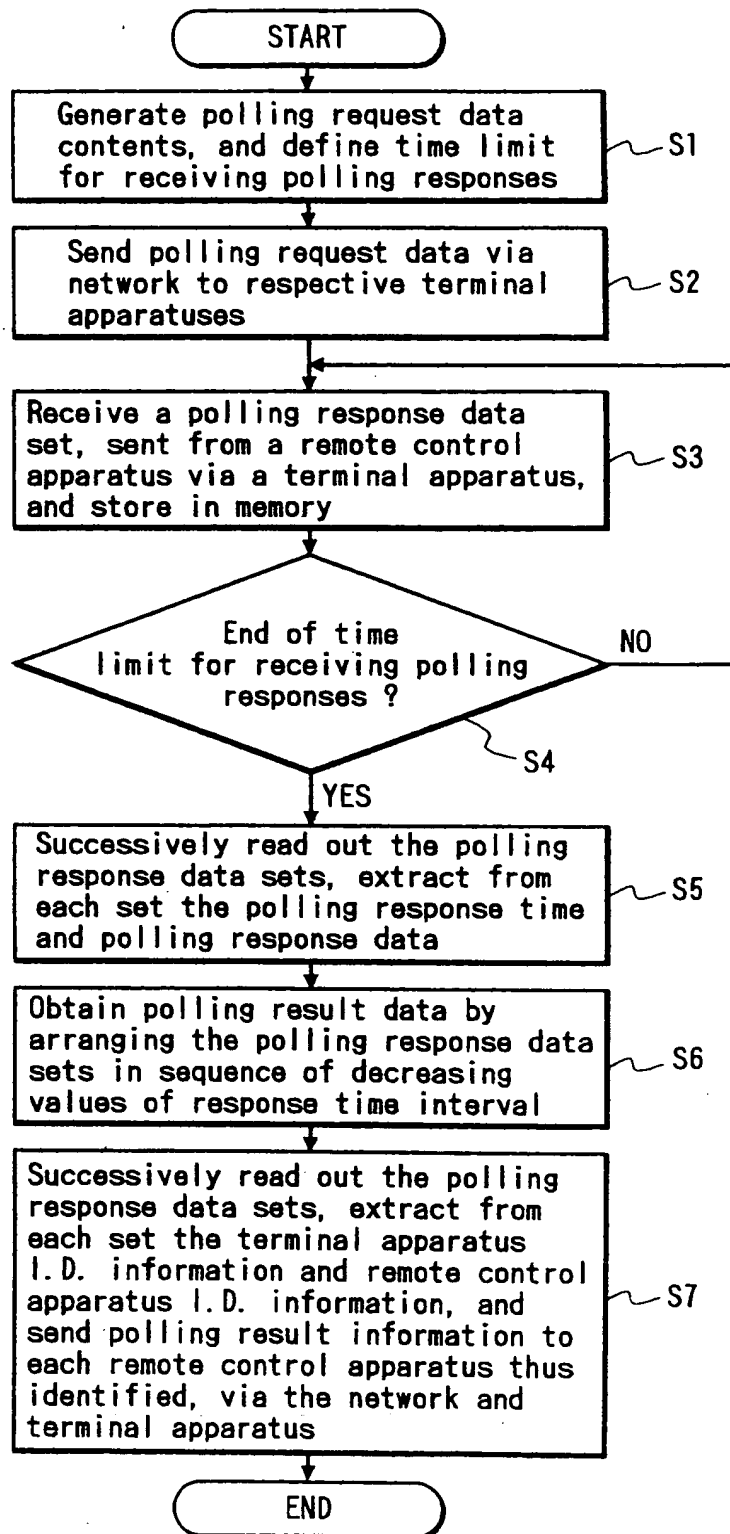 START
Generate polling request data
contents, and define time limit
for receiving polling responses
S1
Send polling request data via
network to respective terminal
apparatuses
S2
Receive a polling response data
set, sent from a remote control
apparatus via a terminal apparatus,
and store in memory
S3
End of time
limit for receiving polling
responses ?
NO
S4
YES
Successively read out the polling
response data sets, extract from
each set the polling response time
and polling response data
S5
Obtain polling result data by
arranging the polling response data
sets in sequence of decreasing
values of response time interval
S6
Successively read out the polling
response data sets, extract from
each set the terminal apparatus
I.D. information and remote control
apparatus I.D. information, and
send polling result information to
each remote control apparatus thus
identified, via the network and
terminal apparatus
S7
END